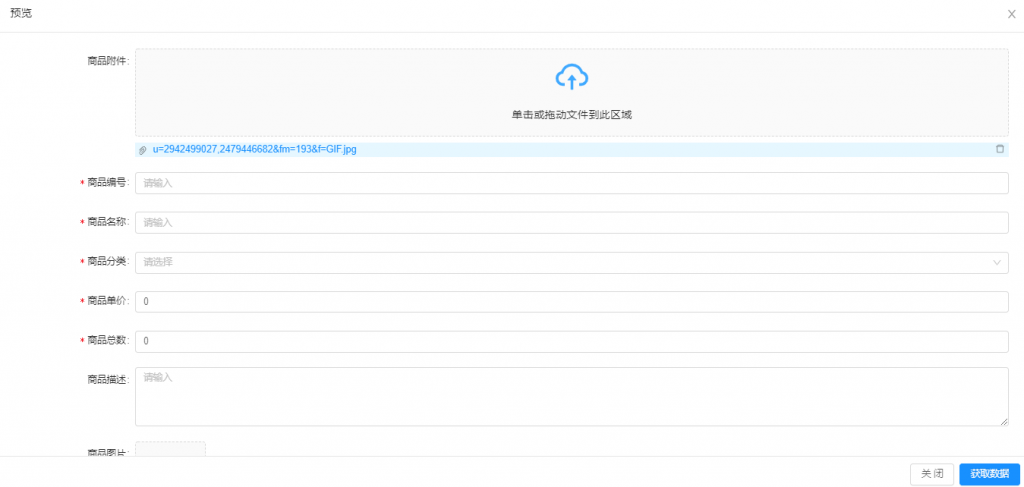 预览
商品附件:
单击或拖动文件到此区域
u=2942499027,2479446682&fm=193&f=GIF.jpg
* 商品编号: 请输入
* 商品名称: 请输入
* 商品分类: 请选择
* 商品单价: 0
* 商品总数: 0
商品描述: 请输入
商品图片:
关 闭 获取数据